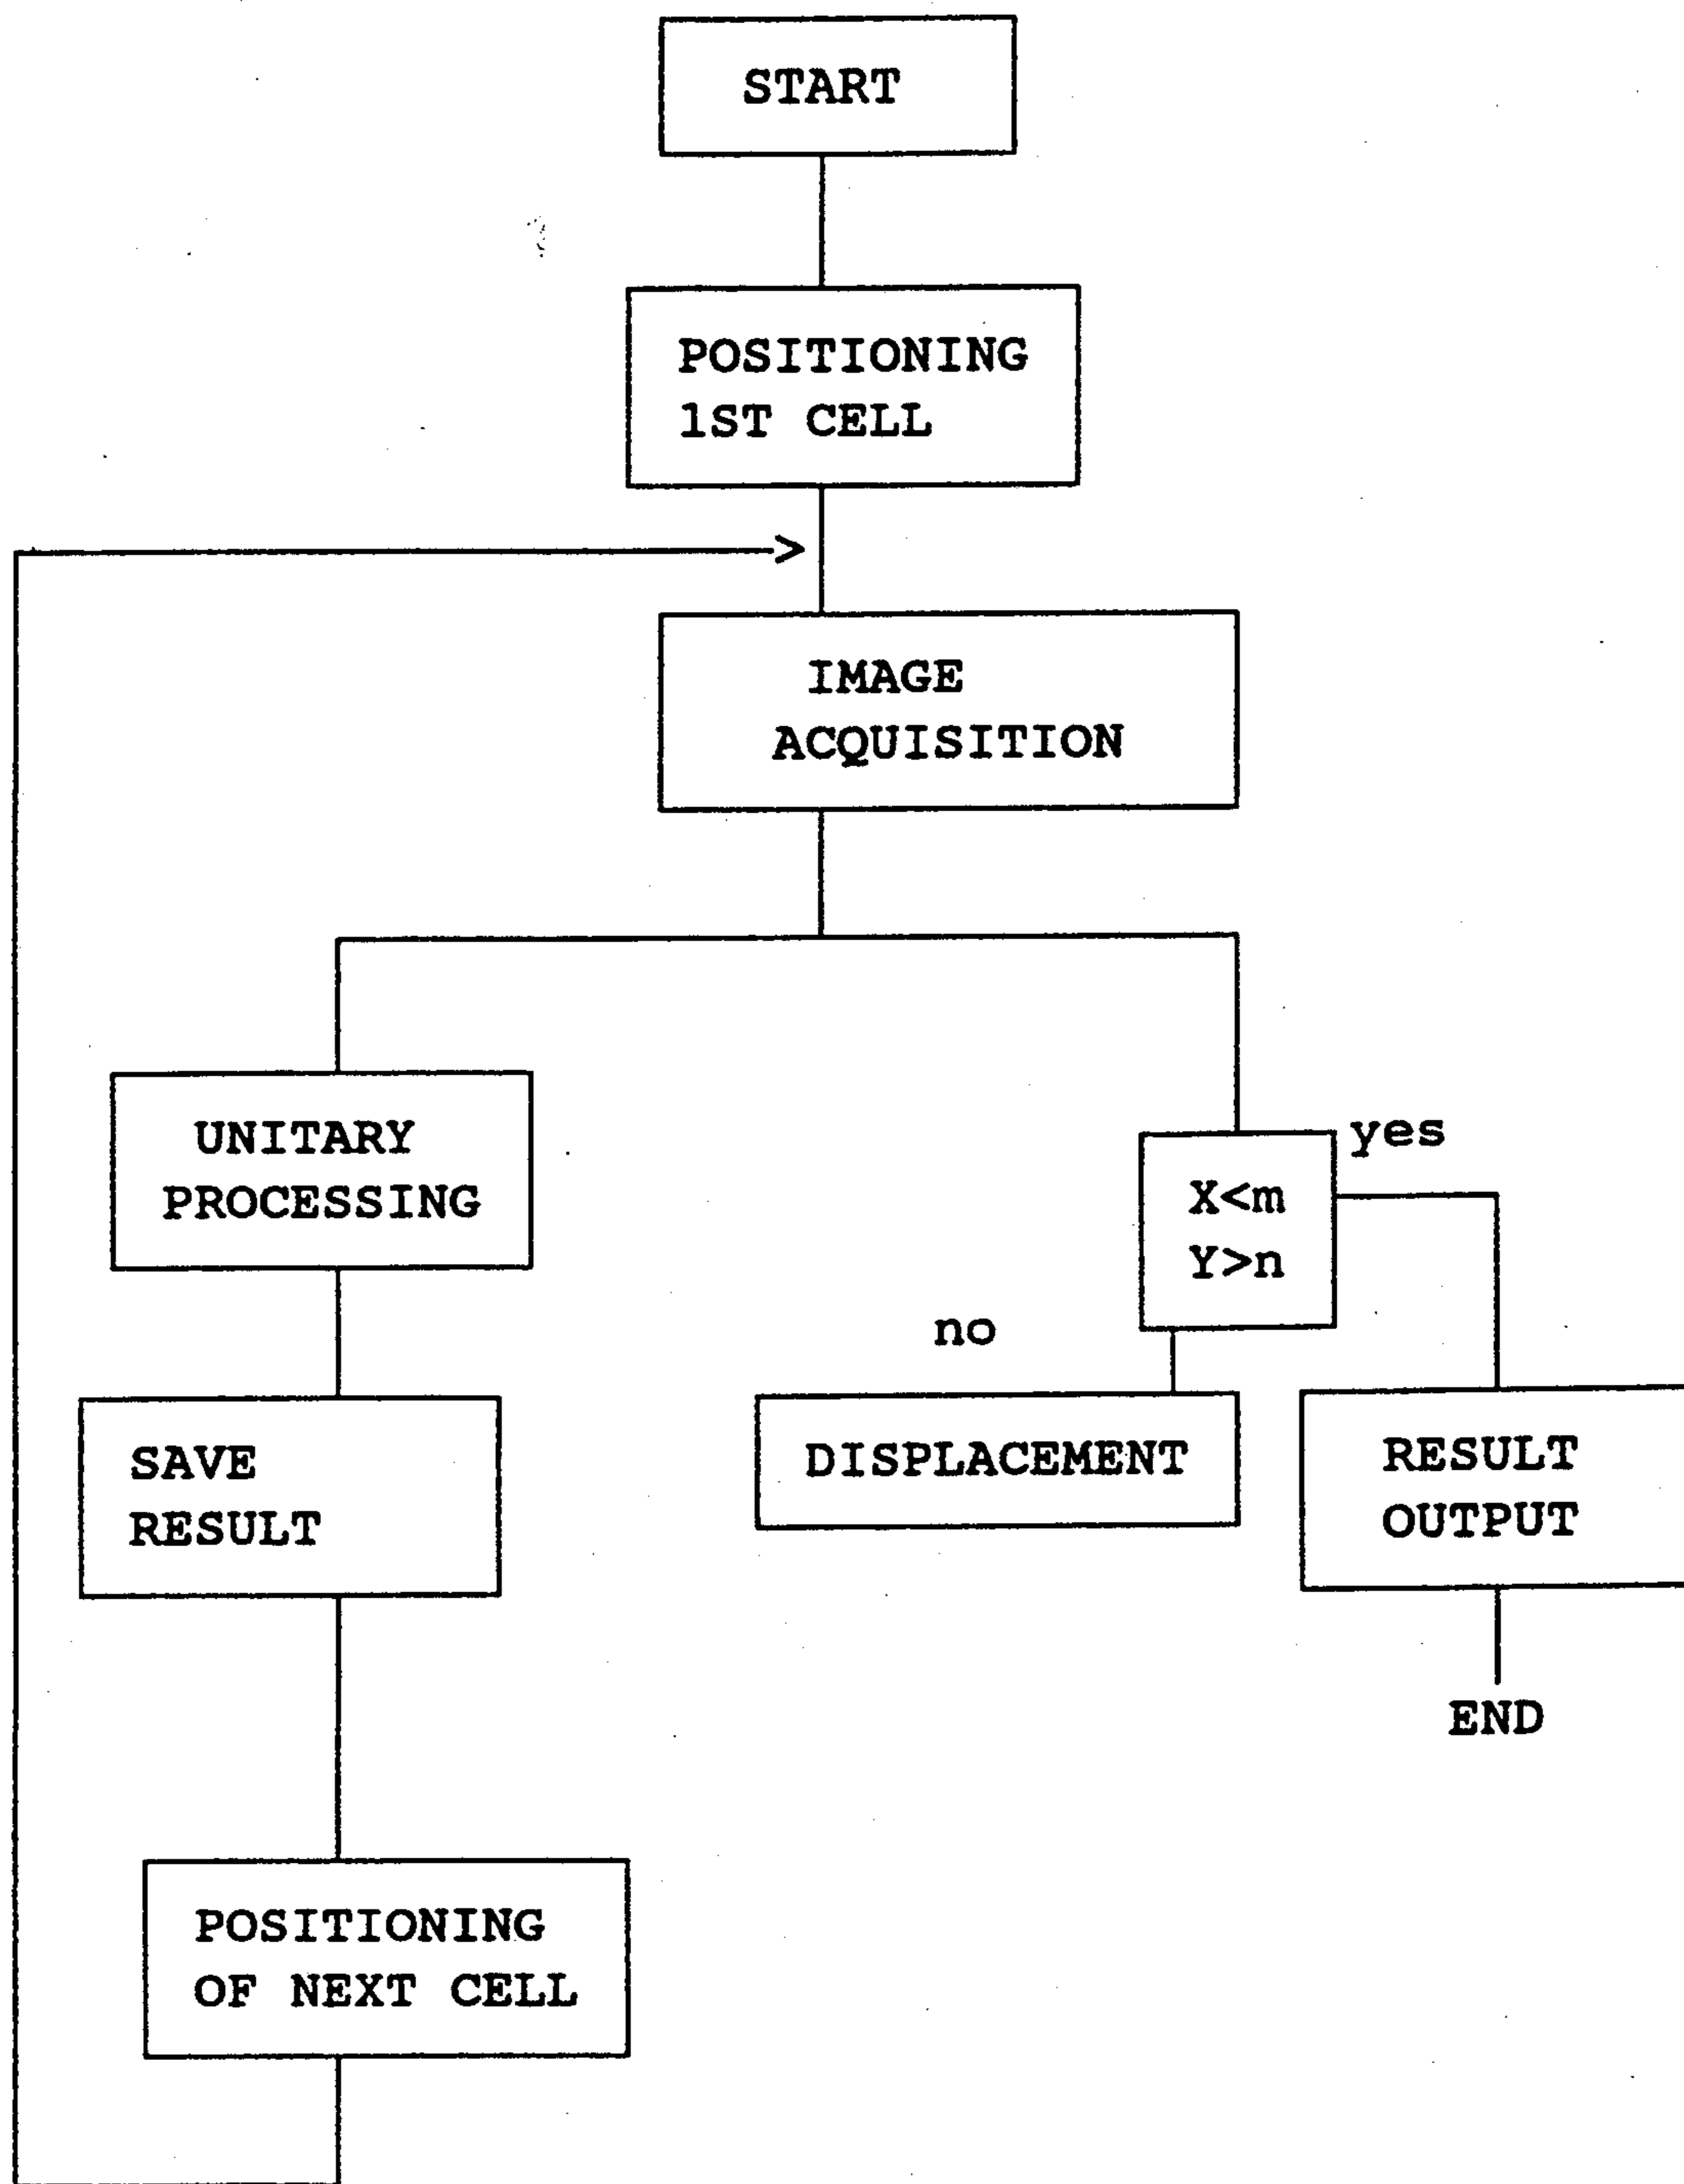 START
POSITIONING
1ST CELL
IMAGE
ACQUISITION
UNITARY
PROCESSING
yes
X<m
Y>n
no
SAVE
RESULT
DISPLACEMENT
RESULT
OUTPUT
END
POSITIONING
OF NEXT CELL